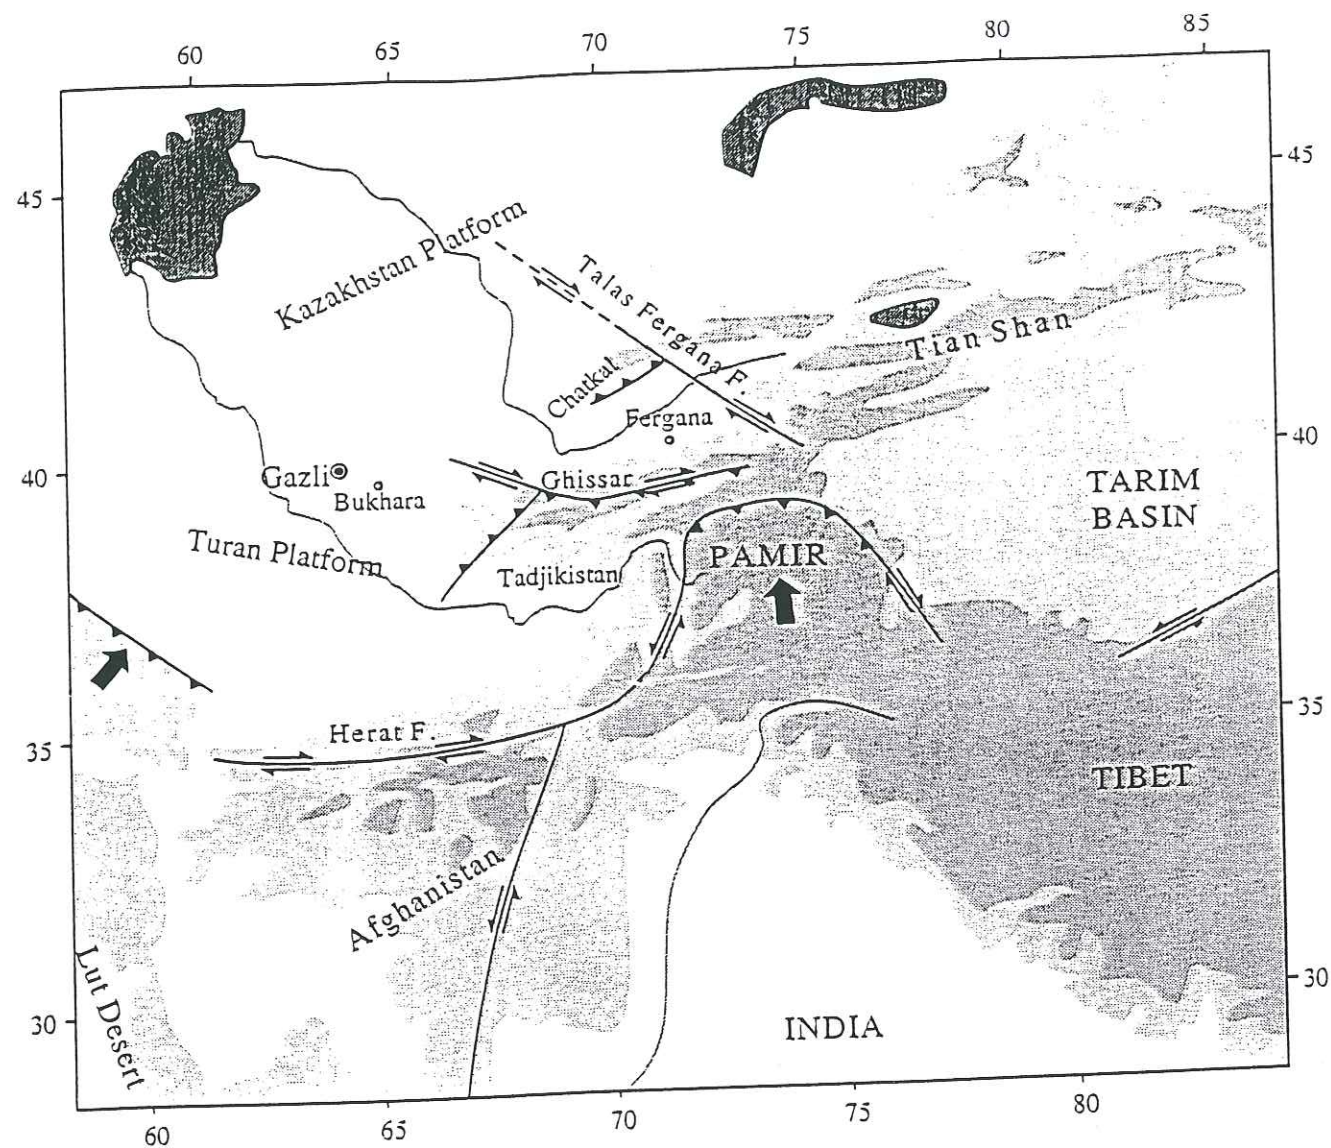 60 65 70 75 80 85
45
45
Kazakhstan Platform
Talas Fergana F.
Tian Shan
Chatkal
Fergana
40
40
Gazli
Bukhara
Ghissar
TARIM
BASIN
Turan Platform
Tadjikistan
PAMIR
35
35
Herat F.
TIBET
Afghanistan
Lut Desert
30
30
INDIA
60 65 70 75 80